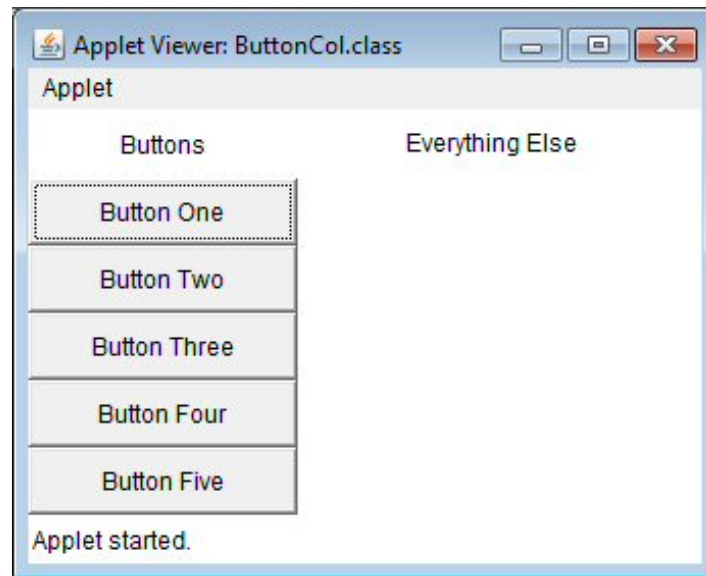 Applet Viewer: ButtonCol.class
Applet
Buttons Everything Else
Button One
Button Two
Button Three
Button Four
Button Five
Applet started.